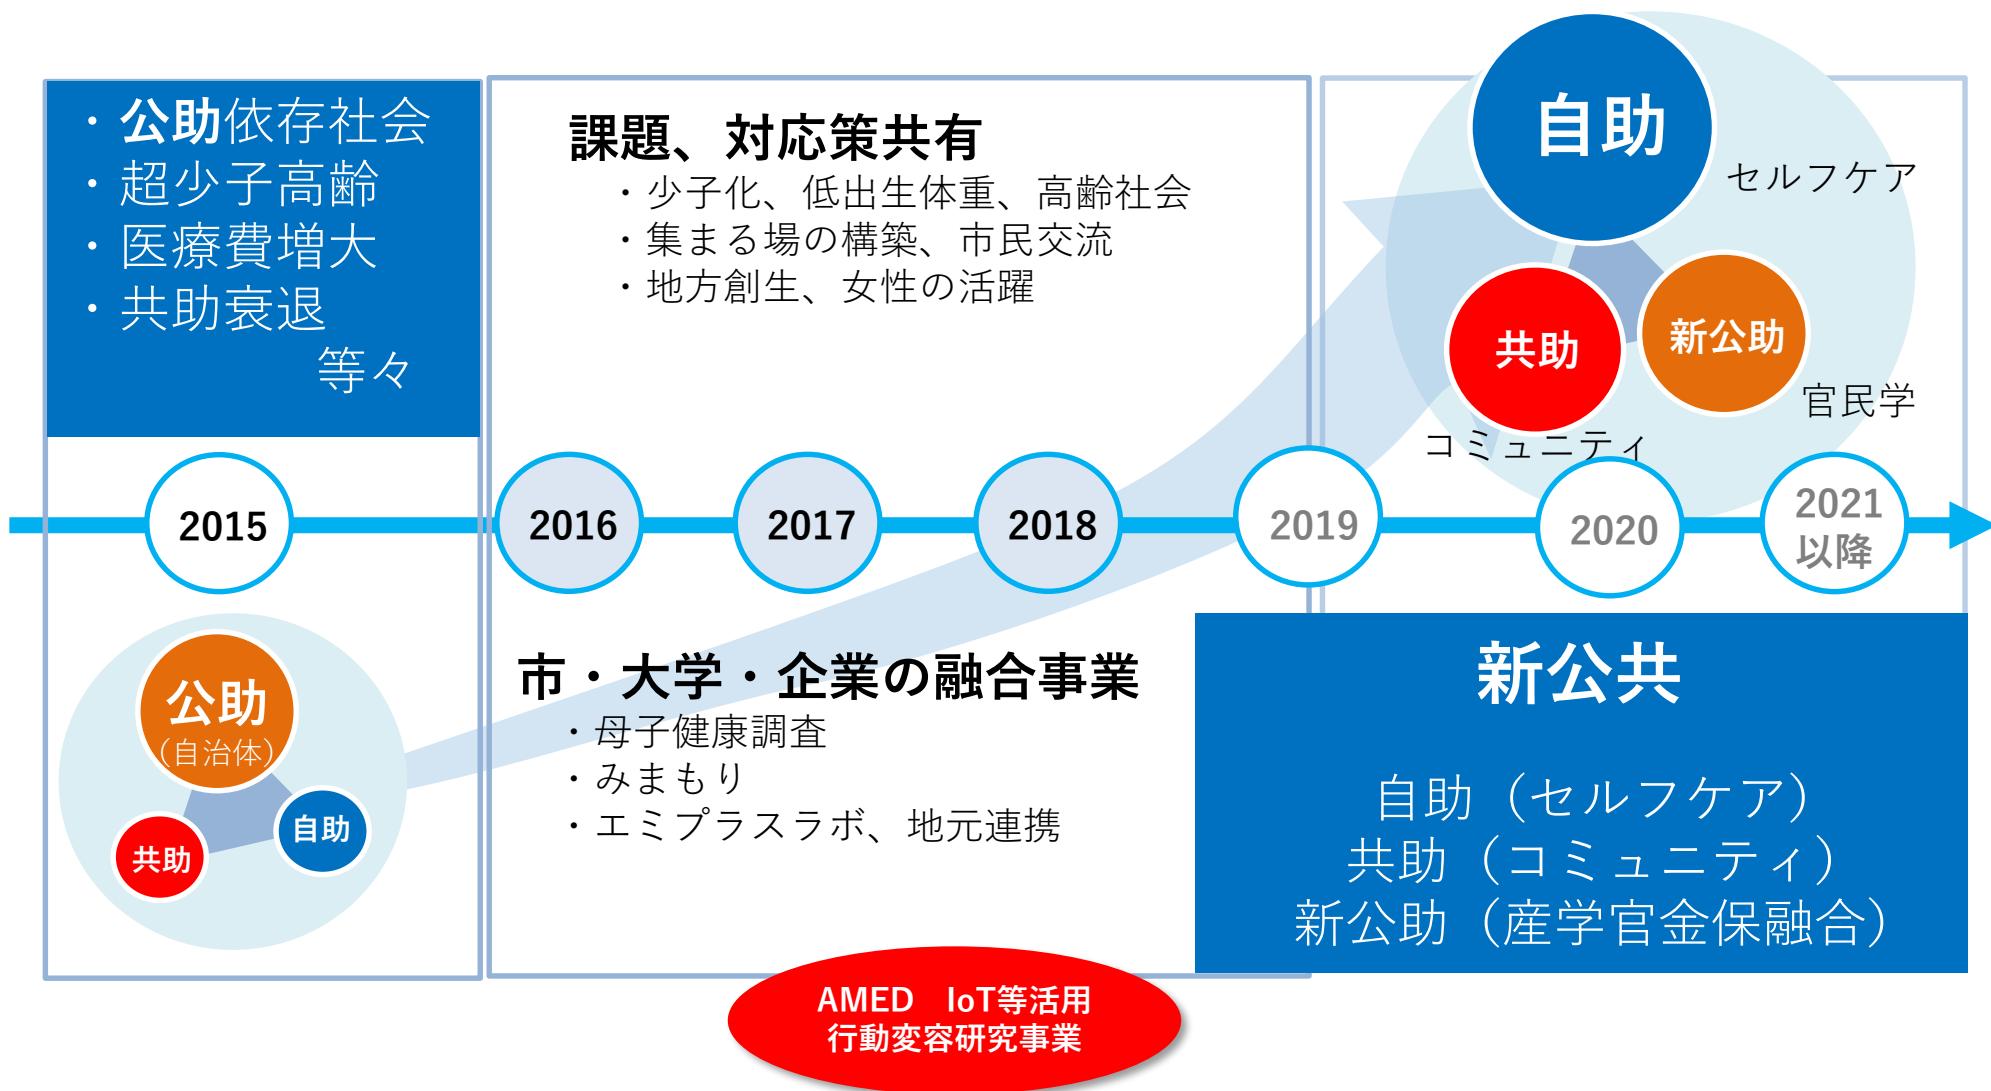 ・公助依存社会
・超少子高齢
・医療費増大
・共助衰退
等々
課題、対応策共有
・少子化、低出生体重、高齢社会
・集まる場の構築、市民交流
・地方創生、女性の活躍
自助
セルフケア
共助
新公助
官民学
コミュニティ
2015
2016
2017
2018
2019
2020
2021
以降
公助
（自治体）
共助
自助
市・大学・企業の融合事業
・母子健康調査
・みまもり
・エミプラスラボ、地元連携
新公共
自助（セルフケア）
共助（コミュニティ）
新公助（産学官金保融合）
AMED　IoT等活用
行動変容研究事業